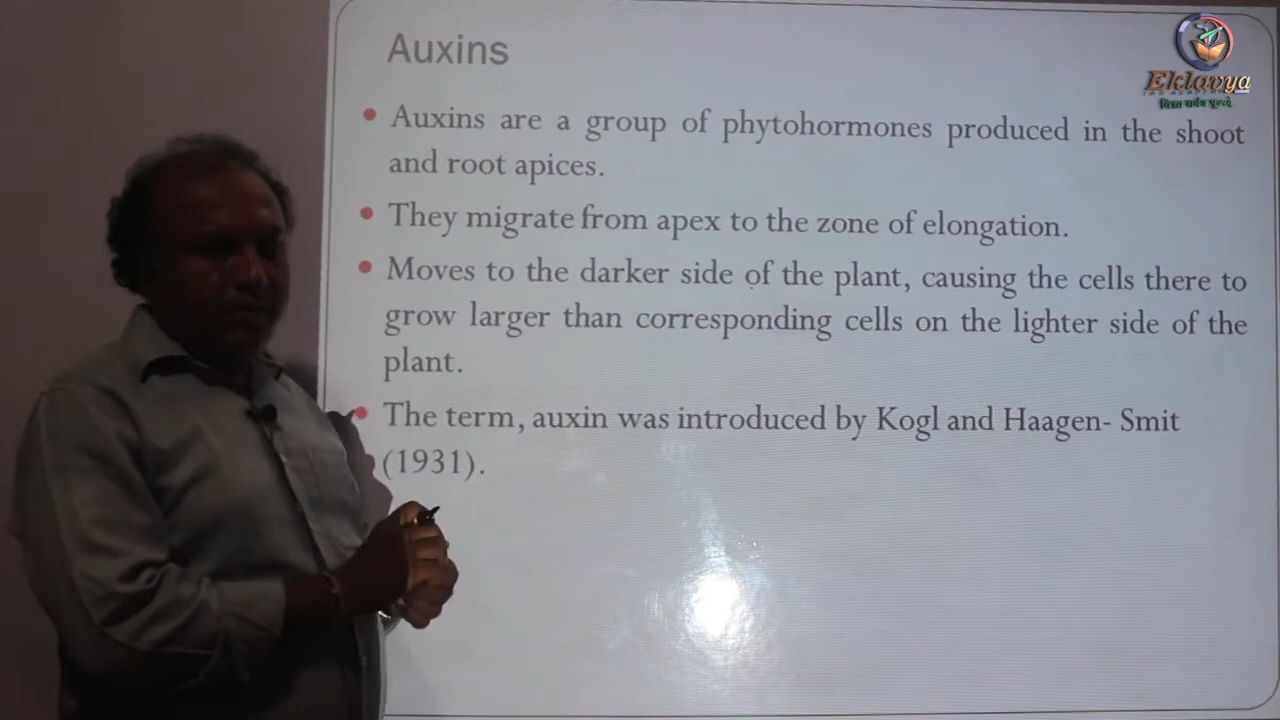 Auxins
Eklavya
• Auxins are a group of phytohormones produced in the shoot
and root apices.
• They migrate from apex to the zone of elongation.
• Moves to the darker side of the plant, causing the cells there to
grow larger than corresponding cells on the lighter side of the
plant.
• The term, auxin was introduced by Kogl and Haagen- Smit
(1931).